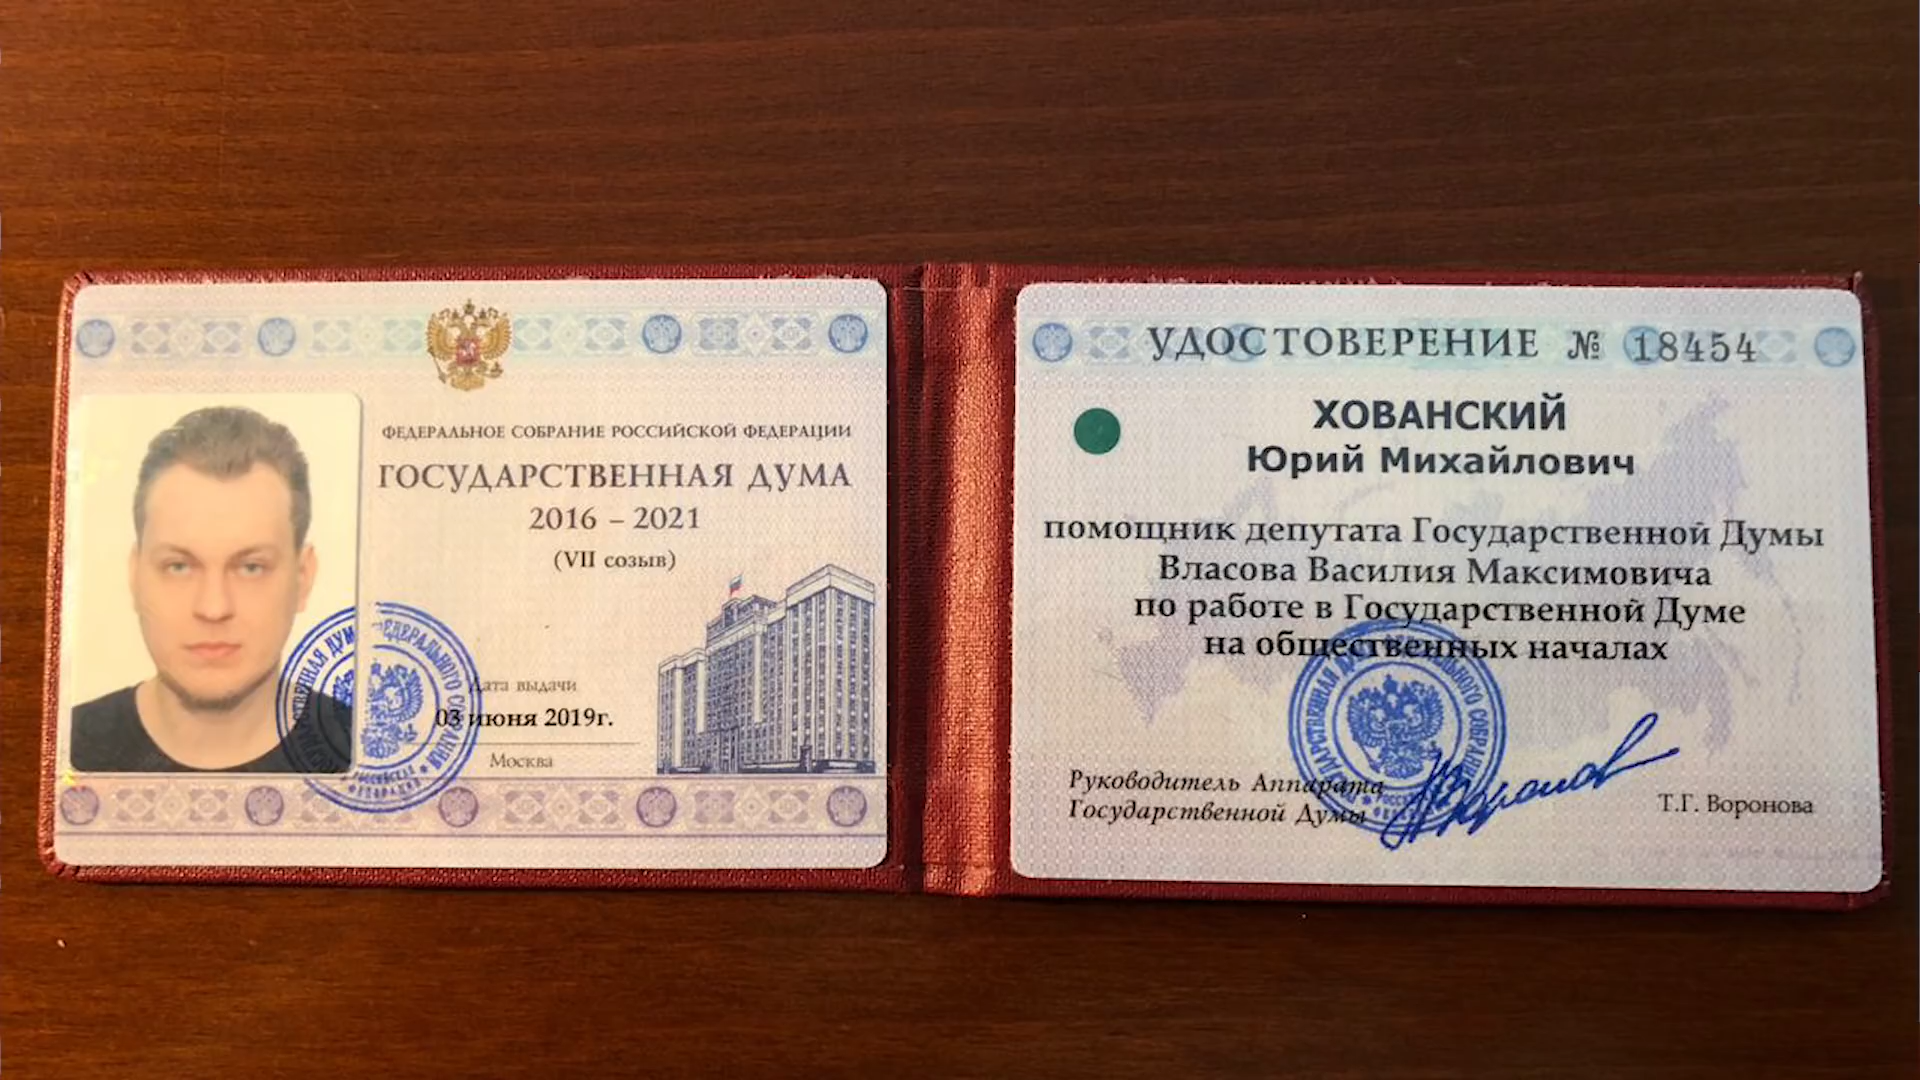 ФЕДЕРАЛЬНОЕ СОБРАНИЕ РОССИЙСКОЙ ФЕДЕРАЦИИ
ГОСУДАРСТВЕННАЯ ДУМА
2016 – 2021
(VII созыв)
Дата выдачи
03 июня 2019г.
Москва
УДОСТОВЕРЕНИЕ № 18454
ХОВАНСКИЙ
Юрий Михайлович
помощник депутата Государственной Думы
Власова Василия Максимовича
по работе в Государственной Думе
на общественных началах
Руководитель Аппарата
Государственной Думы
Т.Г. Воронова